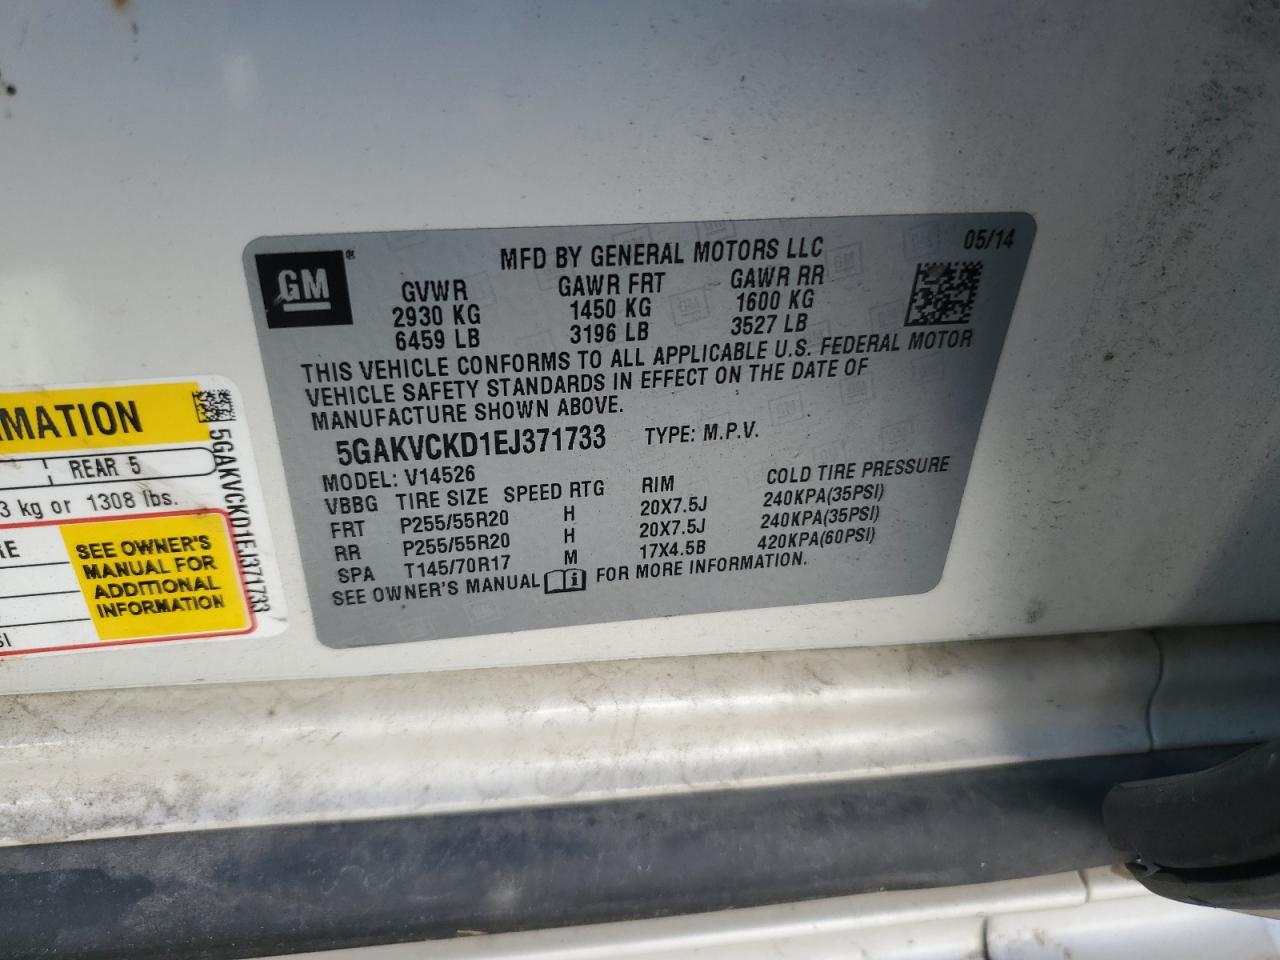 GM
MFD BY GENERAL MOTORS LLC
05/14
GVWR GAWR FRT GAWR RR
2930 KG 1450 KG 1600 KG
6459 LB 3196 LB 3527 LB
THIS VEHICLE CONFORMS TO ALL APPLICABLE U.S. FEDERAL MOTOR
VEHICLE SAFETY STANDARDS IN EFFECT ON THE DATE OF
MANUFACTURE SHOWN ABOVE.
5GAKVCKD1EJ371733 TYPE: M.P.V.
MODEL: V14526
VBBG TIRE SIZE SPEED RTG RIM COLD TIRE PRESSURE
FRT P255/55R20 H 20X7.5J 240KPA(35PSI)
RR P255/55R20 H 20X7.5J 240KPA(35PSI)
SPA T145/70R17 M 17X4.5B 420KPA(60PSI)
SEE OWNER'S MANUAL FOR MORE INFORMATION.
MATION
REAR 5
3 kg or 1308 lbs.
RE
SEE OWNER'S
MANUAL FOR
ADDITIONAL
INFORMATION
SI
5GAKVCKD1EJ371733